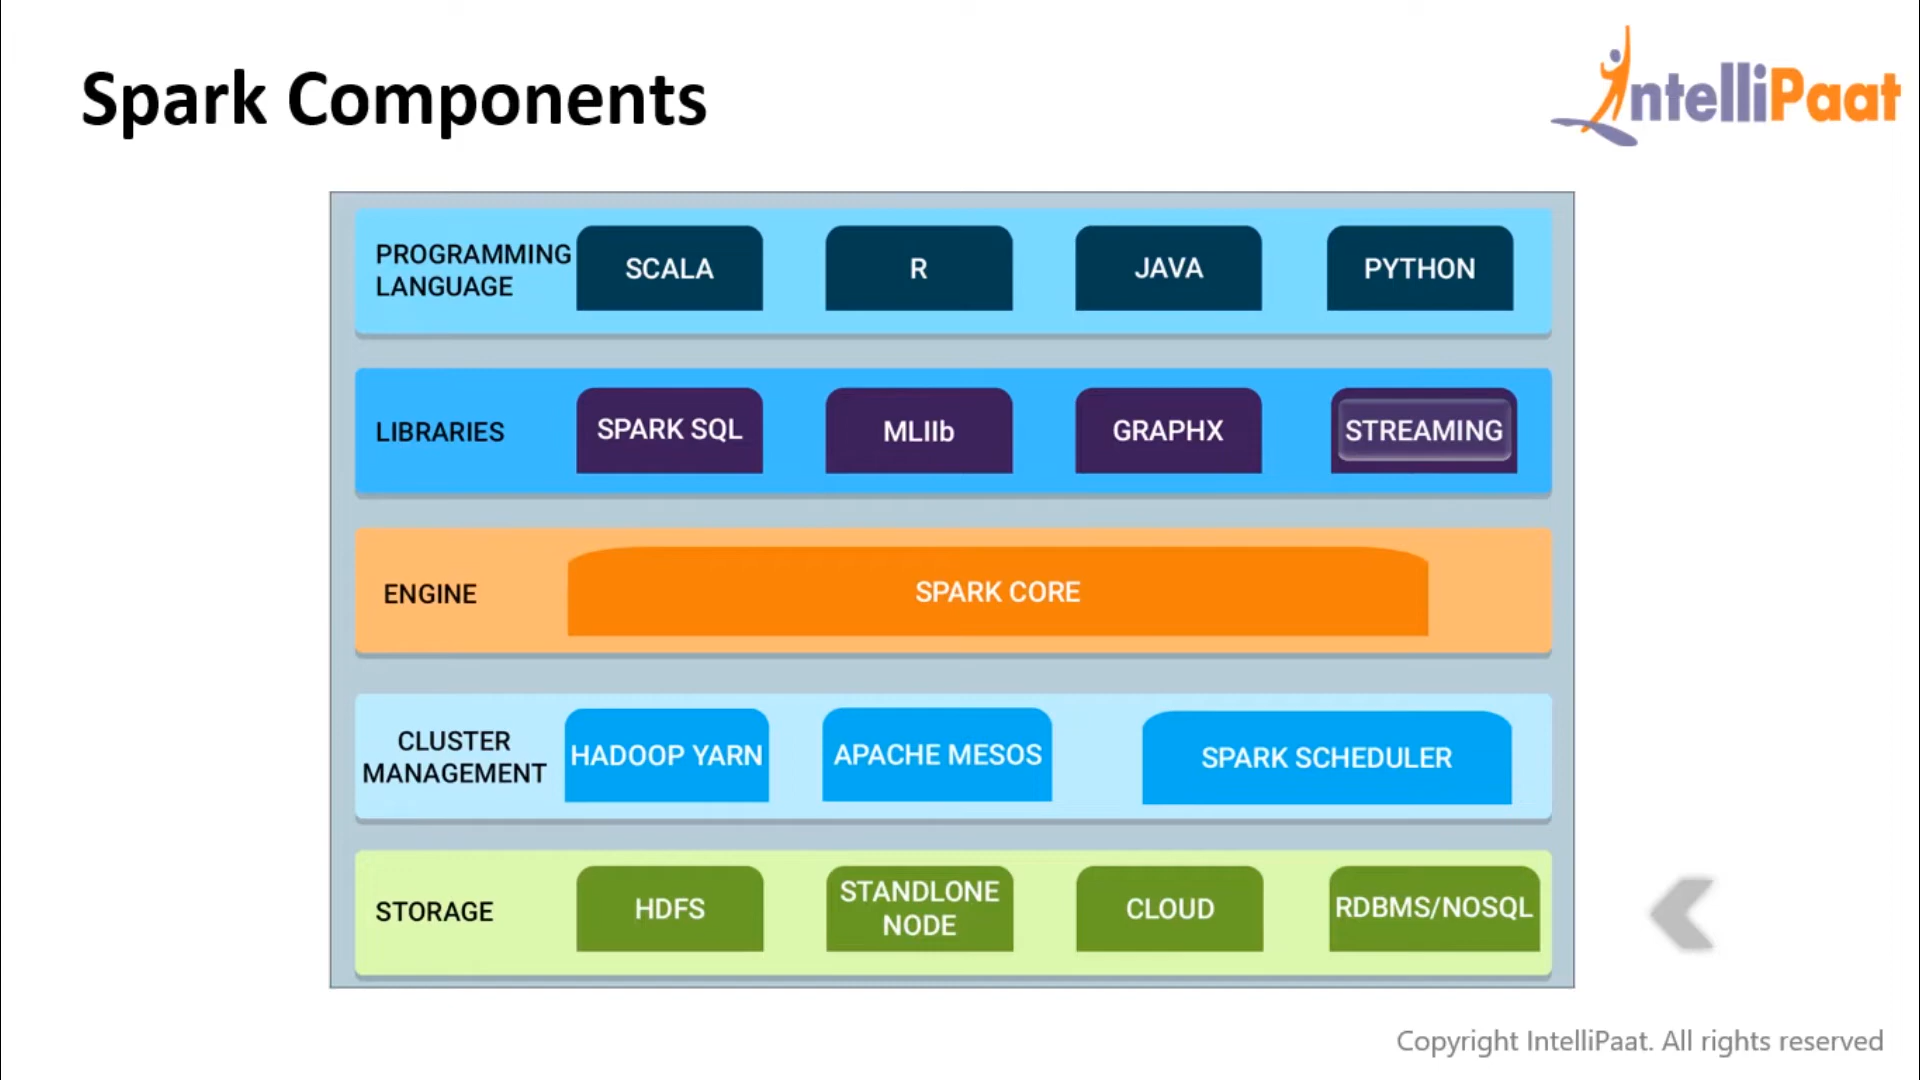 Spark Components
IntelliPaat
PROGRAMMING
LANGUAGE
SCALA
R
JAVA
PYTHON
LIBRARIES
SPARK SQL
MLIIb
GRAPHX
STREAMING
ENGINE
SPARK CORE
CLUSTER
MANAGEMENT
HADOOP YARN
APACHE MESOS
SPARK SCHEDULER
STORAGE
HDFS
STANDLONE
NODE
CLOUD
RDBMS/NOSQL
Copyright IntelliPaat. All rights reserved